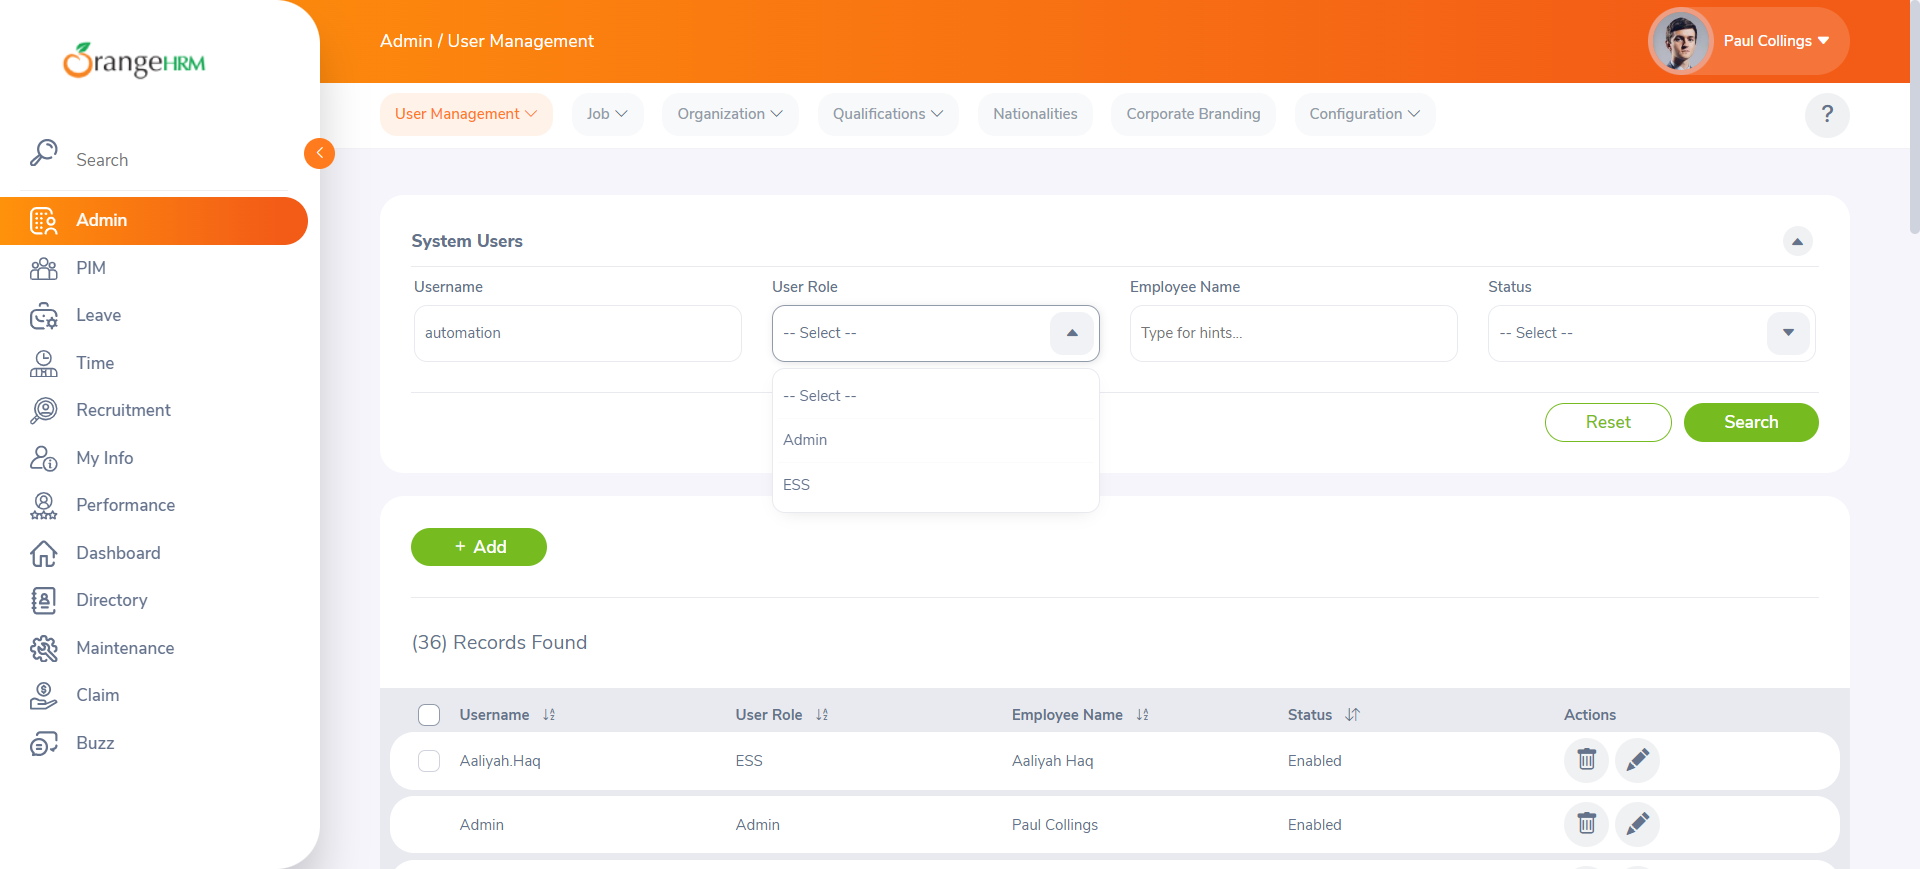 OrangeHRM
Admin / User Management
Paul Collings
User Management
Job
Organization
Qualifications
Nationalities
Corporate Branding
Configuration
?
Search
Admin
PIM
Leave
Time
Recruitment
My Info
Performance
Dashboard
Directory
Maintenance
Claim
Buzz
System Users
Username
User Role
Employee Name
Status
automation
-- Select --
Type for hints...
-- Select --
-- Select --
Admin
ESS
Reset
Search
+ Add
(36) Records Found
Username
User Role
Employee Name
Status
Actions
Aaliyah.Haq
ESS
Aaliyah Haq
Enabled
Admin
Admin
Paul Collings
Enabled